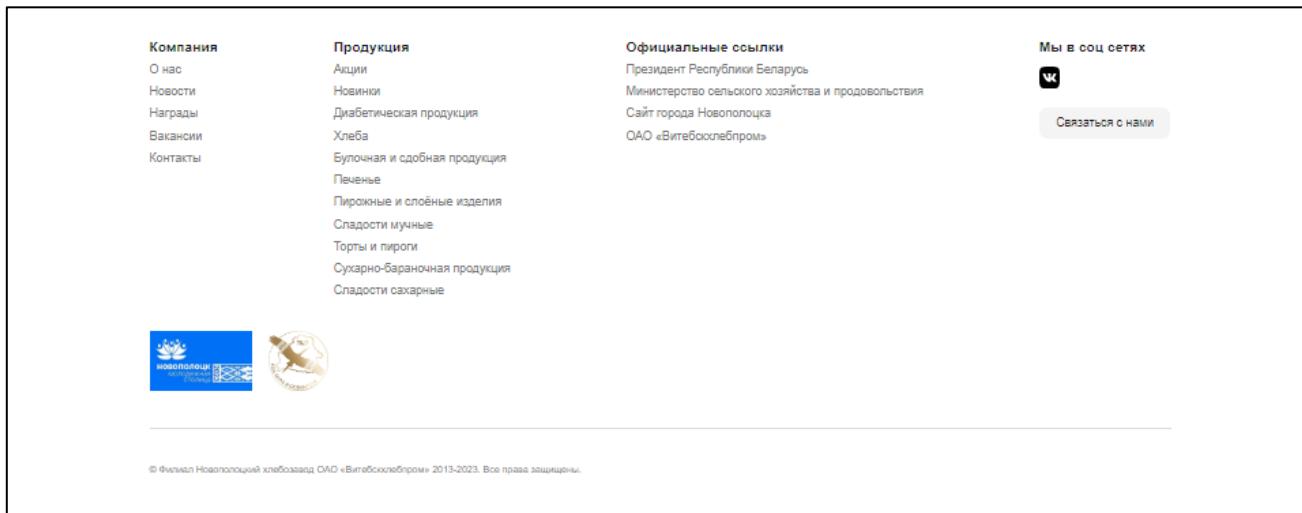 Компания
О нас
Новости
Награды
Вакансии
Контакты
Продукция
Акции
Новинки
Диабетическая продукция
Хлеба
Булочная и сдобная продукция
Печенье
Пирожные и слоёные изделия
Сладости мучные
Торты и пироги
Сухарно-бараночная продукция
Сладости сахарные
Официальные ссылки
Президент Республики Беларусь
Министерство сельского хозяйства и продовольствия
Сайт города Новополоцка
ОАО «Витебскхлебпром»
Мы в соц сетях
Связаться с нами
НОВОПОЛОЦК
МОЛОДЕЖНАЯ
СТОЛИЦА
© Филиал Новополоцкий хлебозавод ОАО «Витебскхлебпром» 2013-2023. Все права защищены.